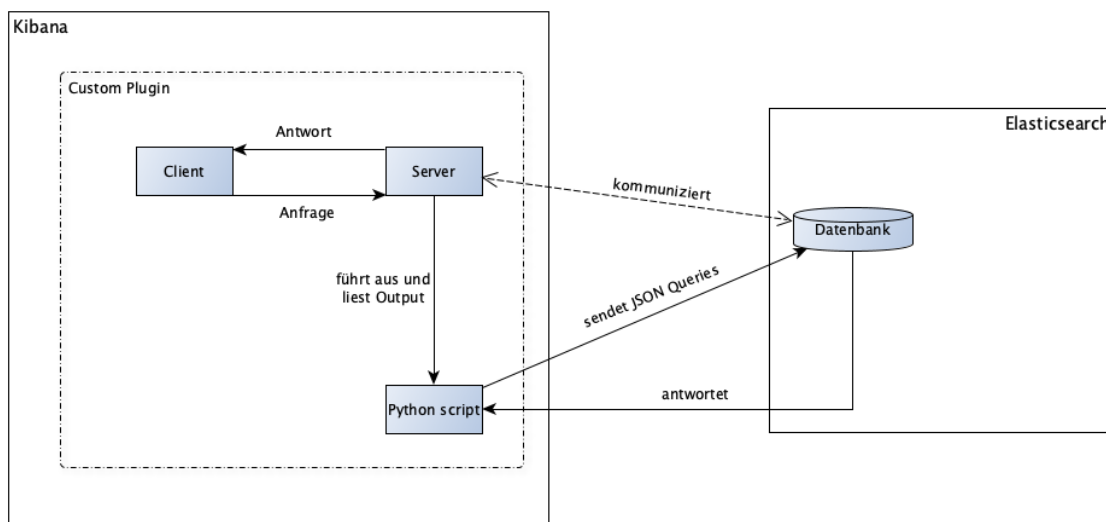 Kibana
Custom Plugin
Antwort
Client
Server
Anfrage
führt aus und
liest Output
Python script
kommuniziert
sendet JSON Queries
antwortet
Elasticsearch
Datenbank